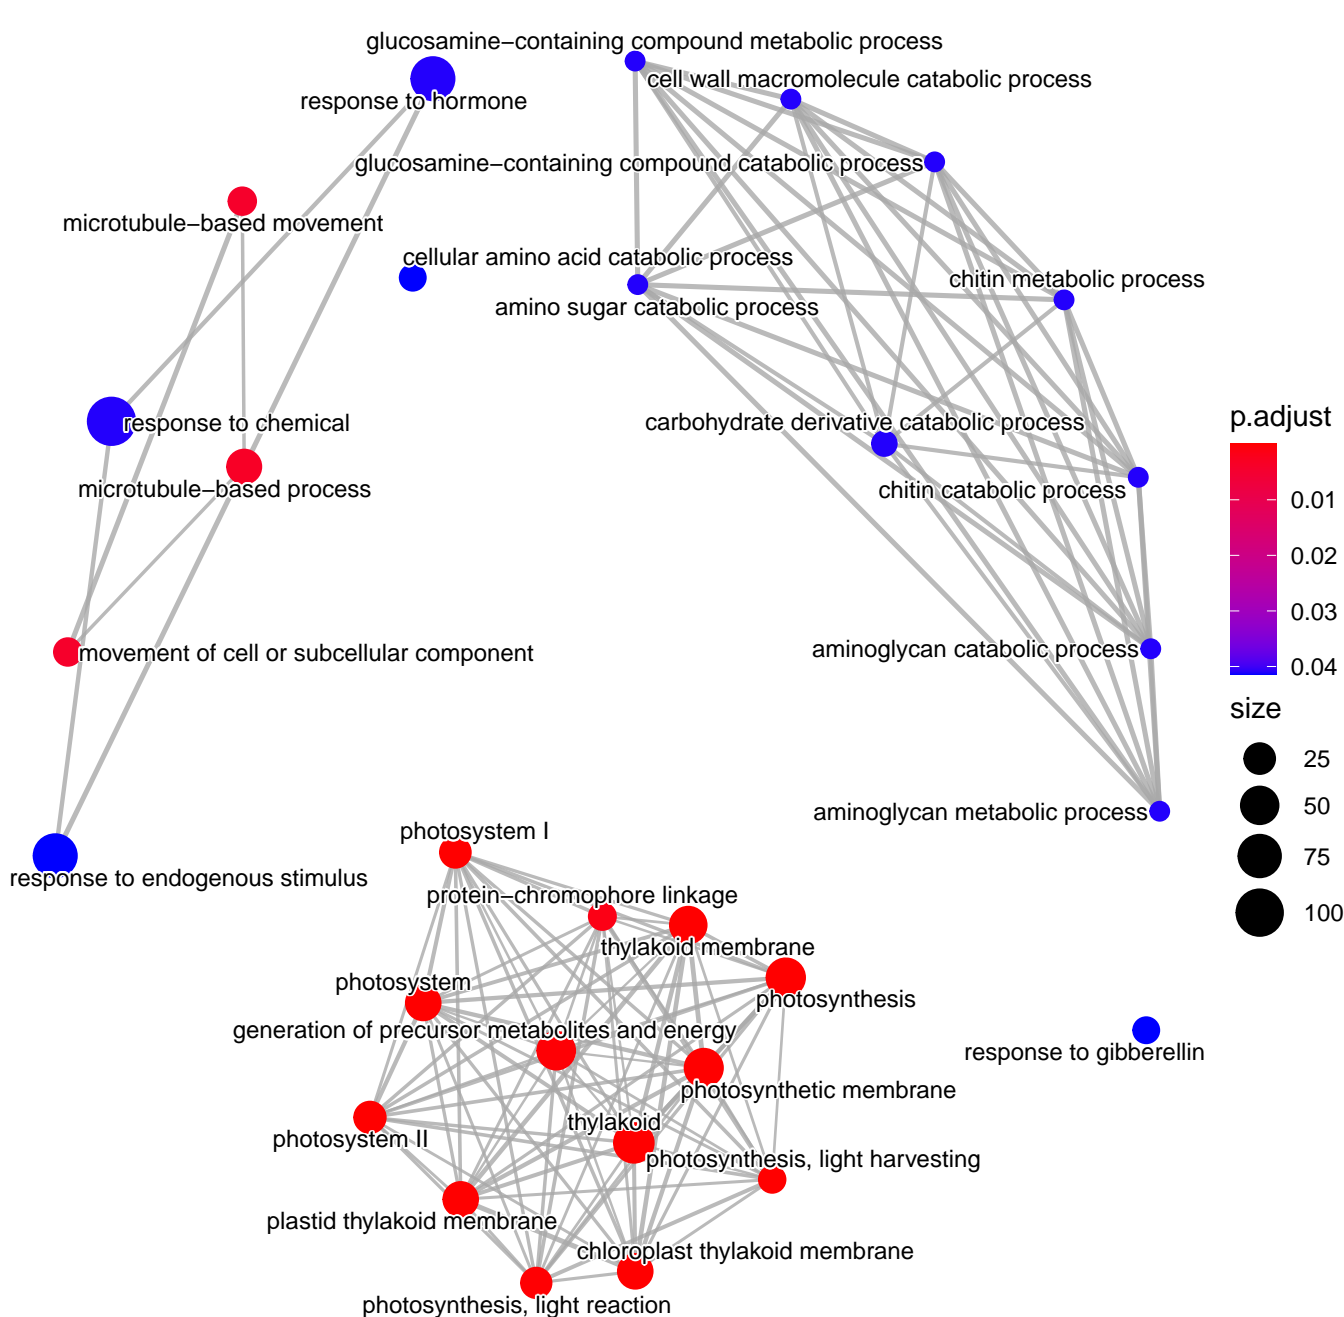 glucosamine−containing compound metabolic process
cell wall macromolecule catabolic process
response to hormone
glucosamine−containing compound catabolic process
microtubule−based movement
cellular amino acid catabolic process
chitin metabolic process
amino sugar catabolic process
response to chemical
carbohydrate derivative catabolic process
microtubule−based process
chitin catabolic process
movement of cell or subcellular component
aminoglycan catabolic process
aminoglycan metabolic process
photosystem I
response to endogenous stimulus
protein−chromophore linkage
thylakoid membrane
photosystem
photosynthesis
generation of precursor metabolites and energy
response to gibberellin
photosynthetic membrane
thylakoid
photosystem II
photosynthesis, light harvesting
plastid thylakoid membrane
chloroplast thylakoid membrane
photosynthesis, light reaction
p.adjust
0.01
0.02
0.03
0.04
size
25
50
75
100